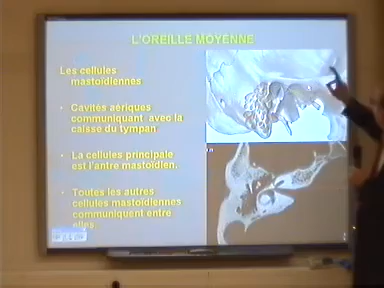 L'OREILLE MOYENNE
Les cellules
mastoïdiennes
• Cavités aériques
communiquant avec la
caisse du tympan
• La cellules principale
est l'antre mastoïdien.
• Toutes les autres
cellules mastoïdiennes
communiquent entre
elles.